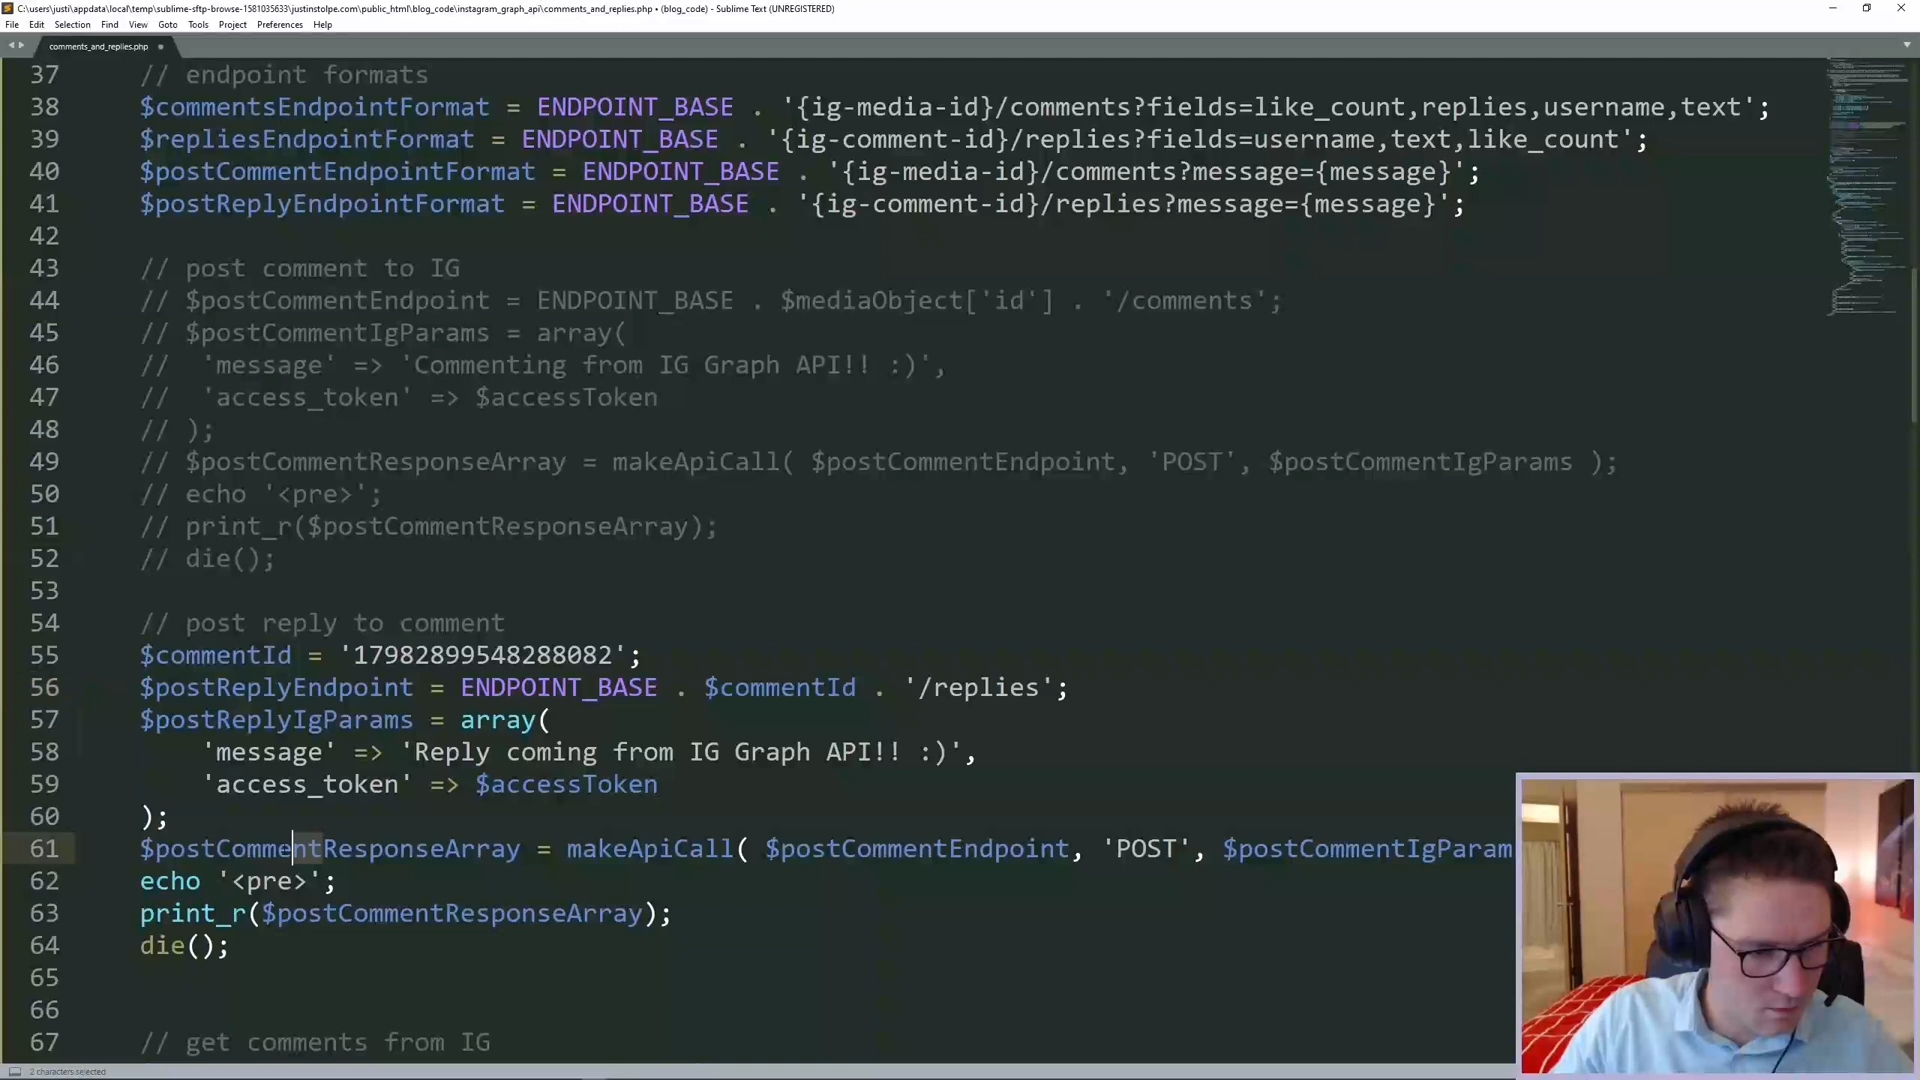 C:\users\justi\appdata\local\temp\sublime-sftp-browse-1581035633\justinstolpe.com\public_html\blog_code\instagram_graph_api\comments_and_replies.php • (blog_code) - Sublime Text (UNREGISTERED)
File Edit Selection Find View Goto Tools Project Preferences Help
comments_and_replies.php
37 // endpoint formats
38 $commentsEndpointFormat = ENDPOINT_BASE . '{ig-media-id}/comments?fields=like_count,replies,username,text';
39 $repliesEndpointFormat = ENDPOINT_BASE . '{ig-comment-id}/replies?fields=username,text,like_count';
40 $postCommentEndpointFormat = ENDPOINT_BASE . '{ig-media-id}/comments?message={message}';
41 $postReplyEndpointFormat = ENDPOINT_BASE . '{ig-comment-id}/replies?message={message}';
42
43 // post comment to IG
44 // $postCommentEndpoint = ENDPOINT_BASE . $mediaObject['id'] . '/comments';
45 // $postCommentIgParams = array(
46 // 'message' => 'Commenting from IG Graph API!! :)',
47 // 'access_token' => $accessToken
48 // );
49 // $postCommentResponseArray = makeApiCall( $postCommentEndpoint, 'POST', $postCommentIgParams );
50 // echo '<pre>';
51 // print_r($postCommentResponseArray);
52 // die();
53
54 // post reply to comment
55 $commentId = '17982899548288082';
56 $postReplyEndpoint = ENDPOINT_BASE . $commentId . '/replies';
57 $postReplyIgParams = array(
58 'message' => 'Reply coming from IG Graph API!! :)',
59 'access_token' => $accessToken
60 );
61 $postCommentResponseArray = makeApiCall( $postCommentEndpoint, 'POST', $postCommentIgParam
62 echo '<pre>';
63 print_r($postCommentResponseArray);
64 die();
65
66
67 // get comments from IG
2 characters selected